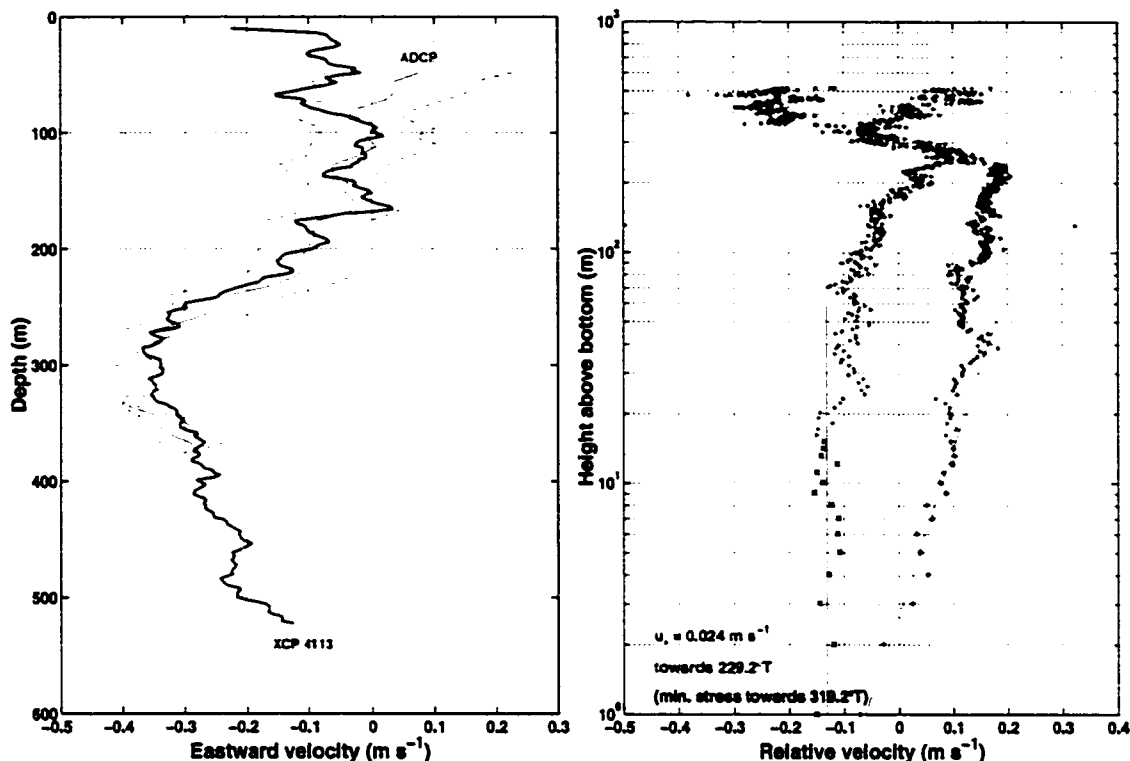 0
100
200
300
400
500
600
Depth (m)
ADCP
XCP 4113
−0.5 −0.4 −0.3 −0.2 −0.1 0 0.1 0.2 0.3
Eastward velocity (m s⁻¹)
10³
10²
10¹
10⁰
Height above bottom (m)
u* = 0.024 m s⁻¹
towards 229.2°T
(min. stress towards 319.2°T)
−0.5 −0.4 −0.3 −0.2 −0.1 0 0.1 0.2 0.3 0.4
Relative velocity (m s⁻¹)